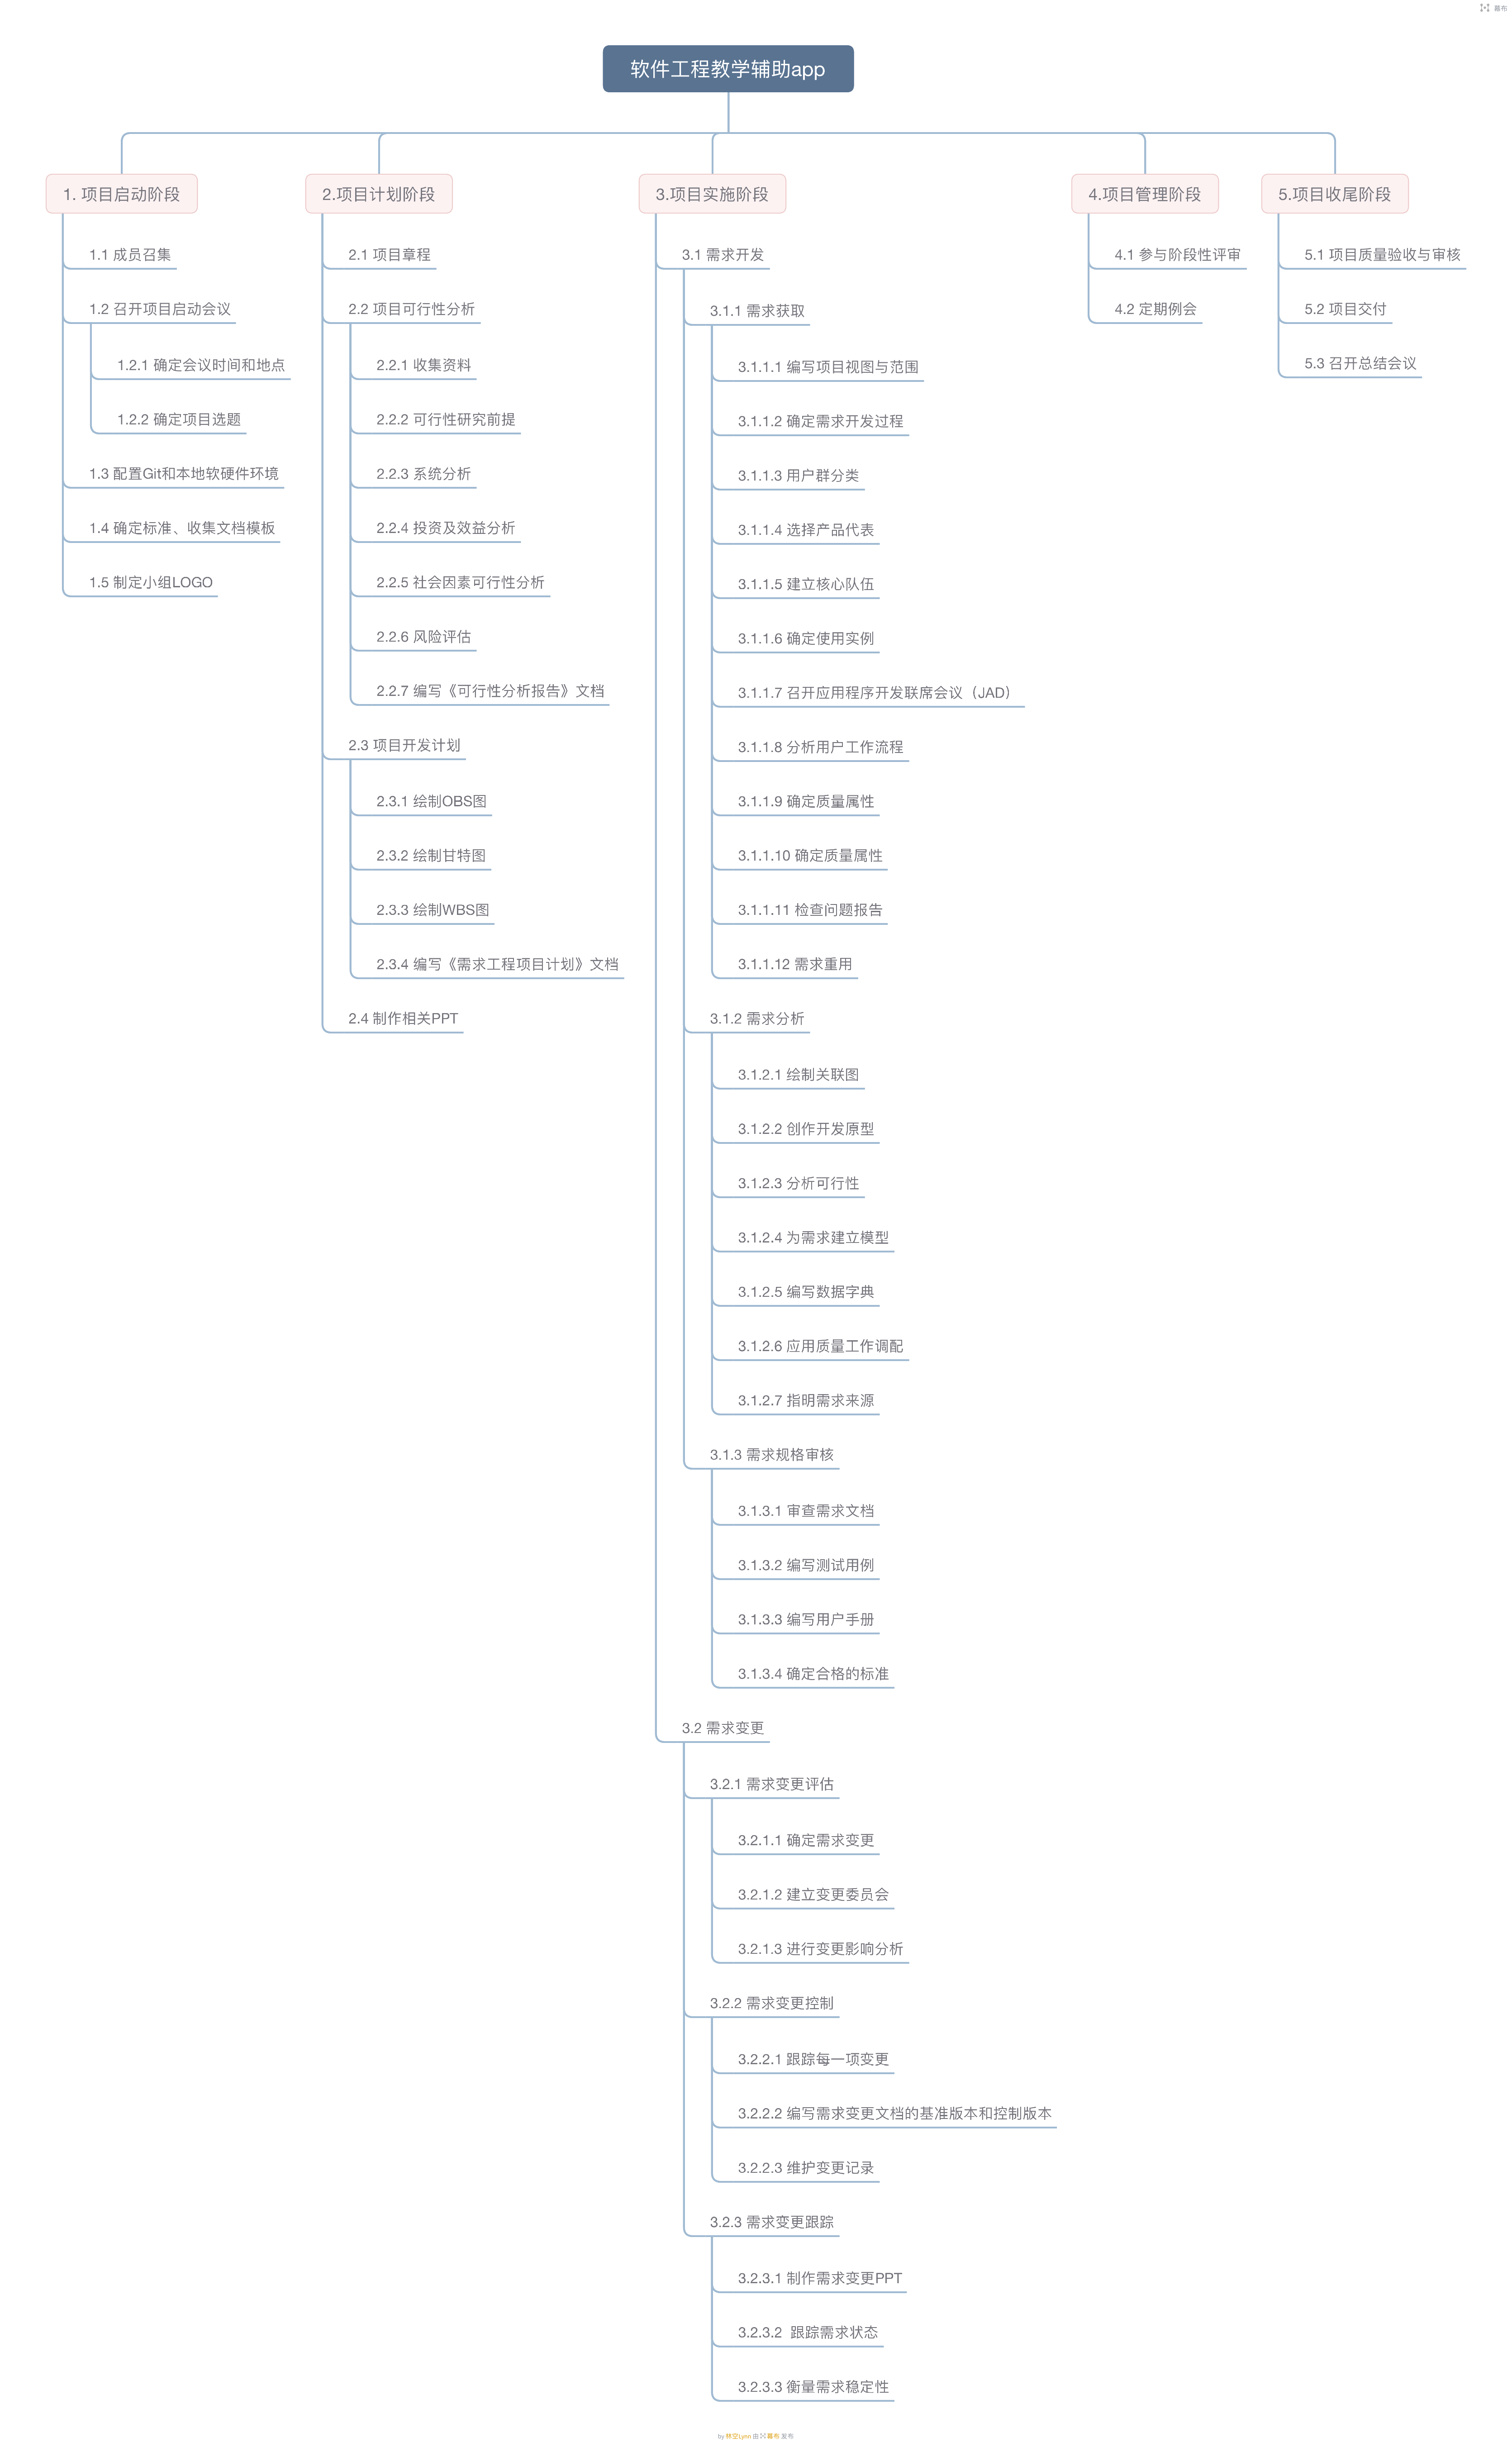 幕布
软件工程教学辅助app
1. 项目启动阶段
1.1 成员召集
1.2 召开项目启动会议
1.2.1 确定会议时间和地点
1.2.2 确定项目选题
1.3 配置Git和本地软硬件环境
1.4 确定标准、收集文档模板
1.5 制定小组LOGO
2.项目计划阶段
2.1 项目章程
2.2 项目可行性分析
2.2.1 收集资料
2.2.2 可行性研究前提
2.2.3 系统分析
2.2.4 投资及效益分析
2.2.5 社会因素可行性分析
2.2.6 风险评估
2.2.7 编写《可行性分析报告》文档
2.3 项目开发计划
2.3.1 绘制OBS图
2.3.2 绘制甘特图
2.3.3 绘制WBS图
2.3.4 编写《需求工程项目计划》文档
2.4 制作相关PPT
3.项目实施阶段
3.1 需求开发
3.1.1 需求获取
3.1.1.1 编写项目视图与范围
3.1.1.2 确定需求开发过程
3.1.1.3 用户群分类
3.1.1.4 选择产品代表
3.1.1.5 建立核心队伍
3.1.1.6 确定使用实例
3.1.1.7 召开应用程序开发联席会议（JAD）
3.1.1.8 分析用户工作流程
3.1.1.9 确定质量属性
3.1.1.10 确定质量属性
3.1.1.11 检查问题报告
3.1.1.12 需求重用
3.1.2 需求分析
3.1.2.1 绘制关联图
3.1.2.2 创作开发原型
3.1.2.3 分析可行性
3.1.2.4 为需求建立模型
3.1.2.5 编写数据字典
3.1.2.6 应用质量工作调配
3.1.2.7 指明需求来源
3.1.3 需求规格审核
3.1.3.1 审查需求文档
3.1.3.2 编写测试用例
3.1.3.3 编写用户手册
3.1.3.4 确定合格的标准
3.2 需求变更
3.2.1 需求变更评估
3.2.1.1 确定需求变更
3.2.1.2 建立变更委员会
3.2.1.3 进行变更影响分析
3.2.2 需求变更控制
3.2.2.1 跟踪每一项变更
3.2.2.2 编写需求变更文档的基准版本和控制版本
3.2.2.3 维护变更记录
3.2.3 需求变更跟踪
3.2.3.1 制作需求变更PPT
3.2.3.2 跟踪需求状态
3.2.3.3 衡量需求稳定性
4.项目管理阶段
4.1 参与阶段性评审
4.2 定期例会
5.项目收尾阶段
5.1 项目质量验收与审核
5.2 项目交付
5.3 召开总结会议
by 林空Lynn 由 幕布 发布